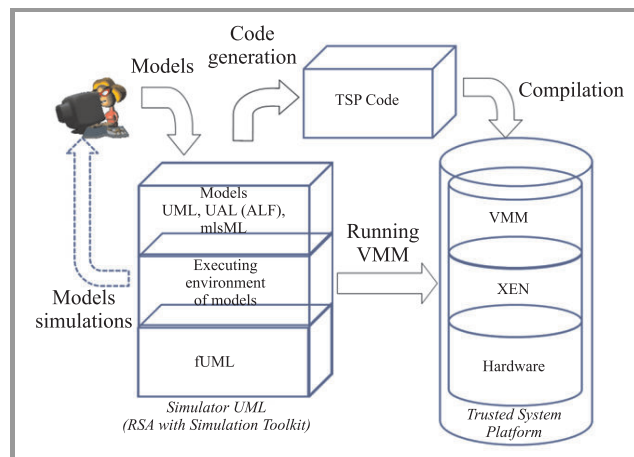 Models
Code
generation
TSP Code
Compilation
Models
UML, UAL (ALF),
mlsML
Executing
environment
of models
fUML
Models
simulations
Running
VMM
VMM
XEN
Hardware
Simulator UML
(RSA with Simulation Toolkit)
Trusted System
Platform